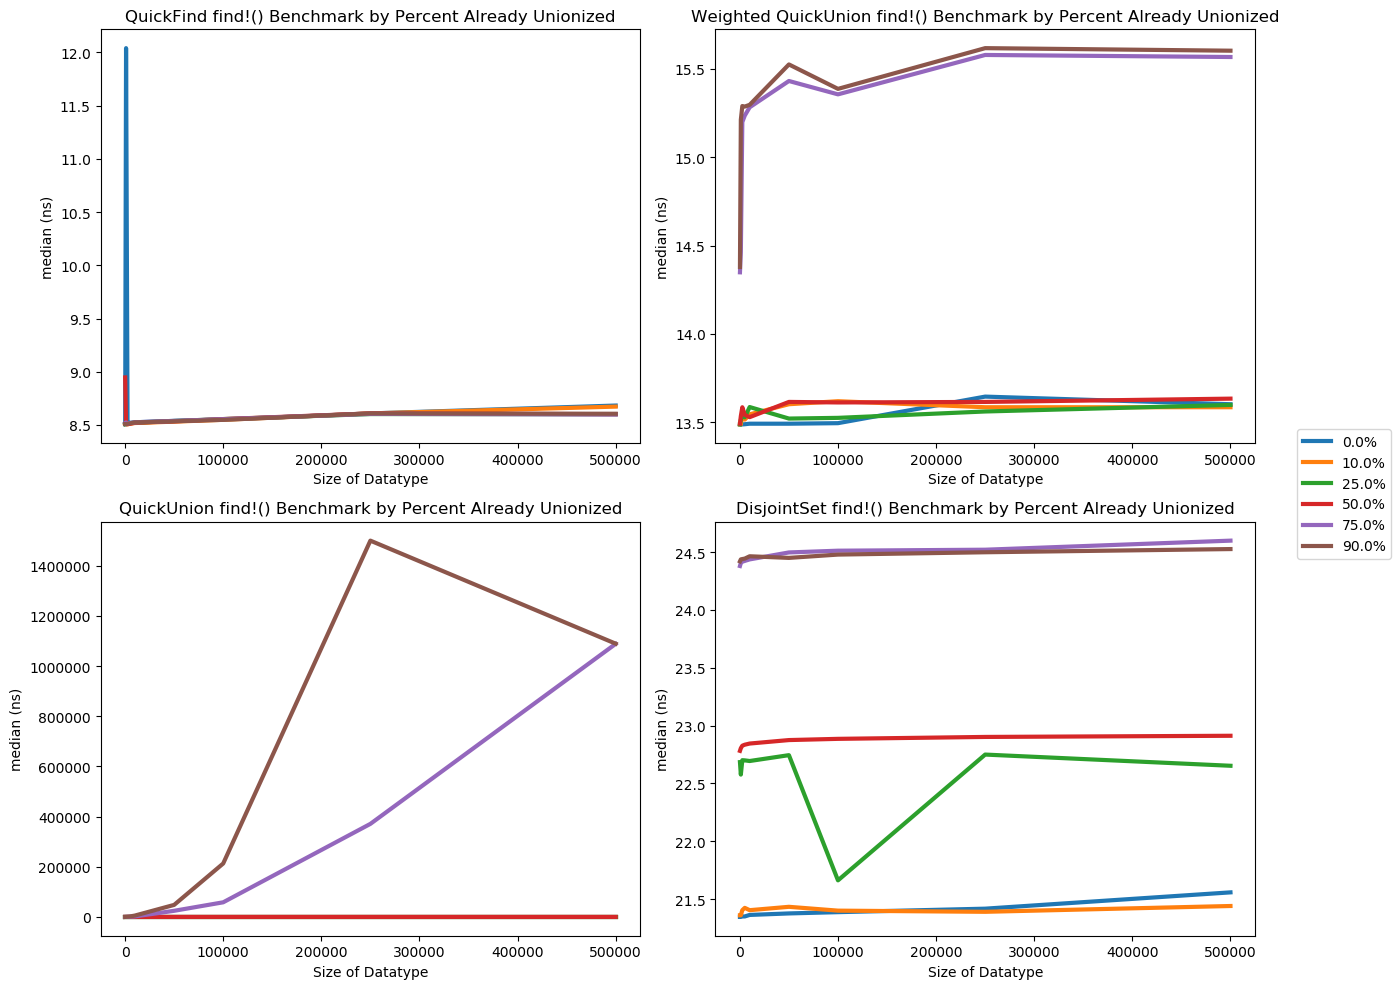 QuickFind find!() Benchmark by Percent Already Unionized
12.0
11.5
11.0
10.5
10.0
9.5
9.0
8.5
median (ns)
0 100000 200000 300000 400000 500000
Size of Datatype
Weighted QuickUnion find!() Benchmark by Percent Already Unionized
15.5
15.0
14.5
14.0
13.5
median (ns)
0 100000 200000 300000 400000 500000
Size of Datatype
QuickUnion find!() Benchmark by Percent Already Unionized
1400000
1200000
1000000
800000
600000
400000
200000
0
median (ns)
0 100000 200000 300000 400000 500000
Size of Datatype
DisjointSet find!() Benchmark by Percent Already Unionized
24.5
24.0
23.5
23.0
22.5
22.0
21.5
median (ns)
0 100000 200000 300000 400000 500000
Size of Datatype
0.0%
10.0%
25.0%
50.0%
75.0%
90.0%